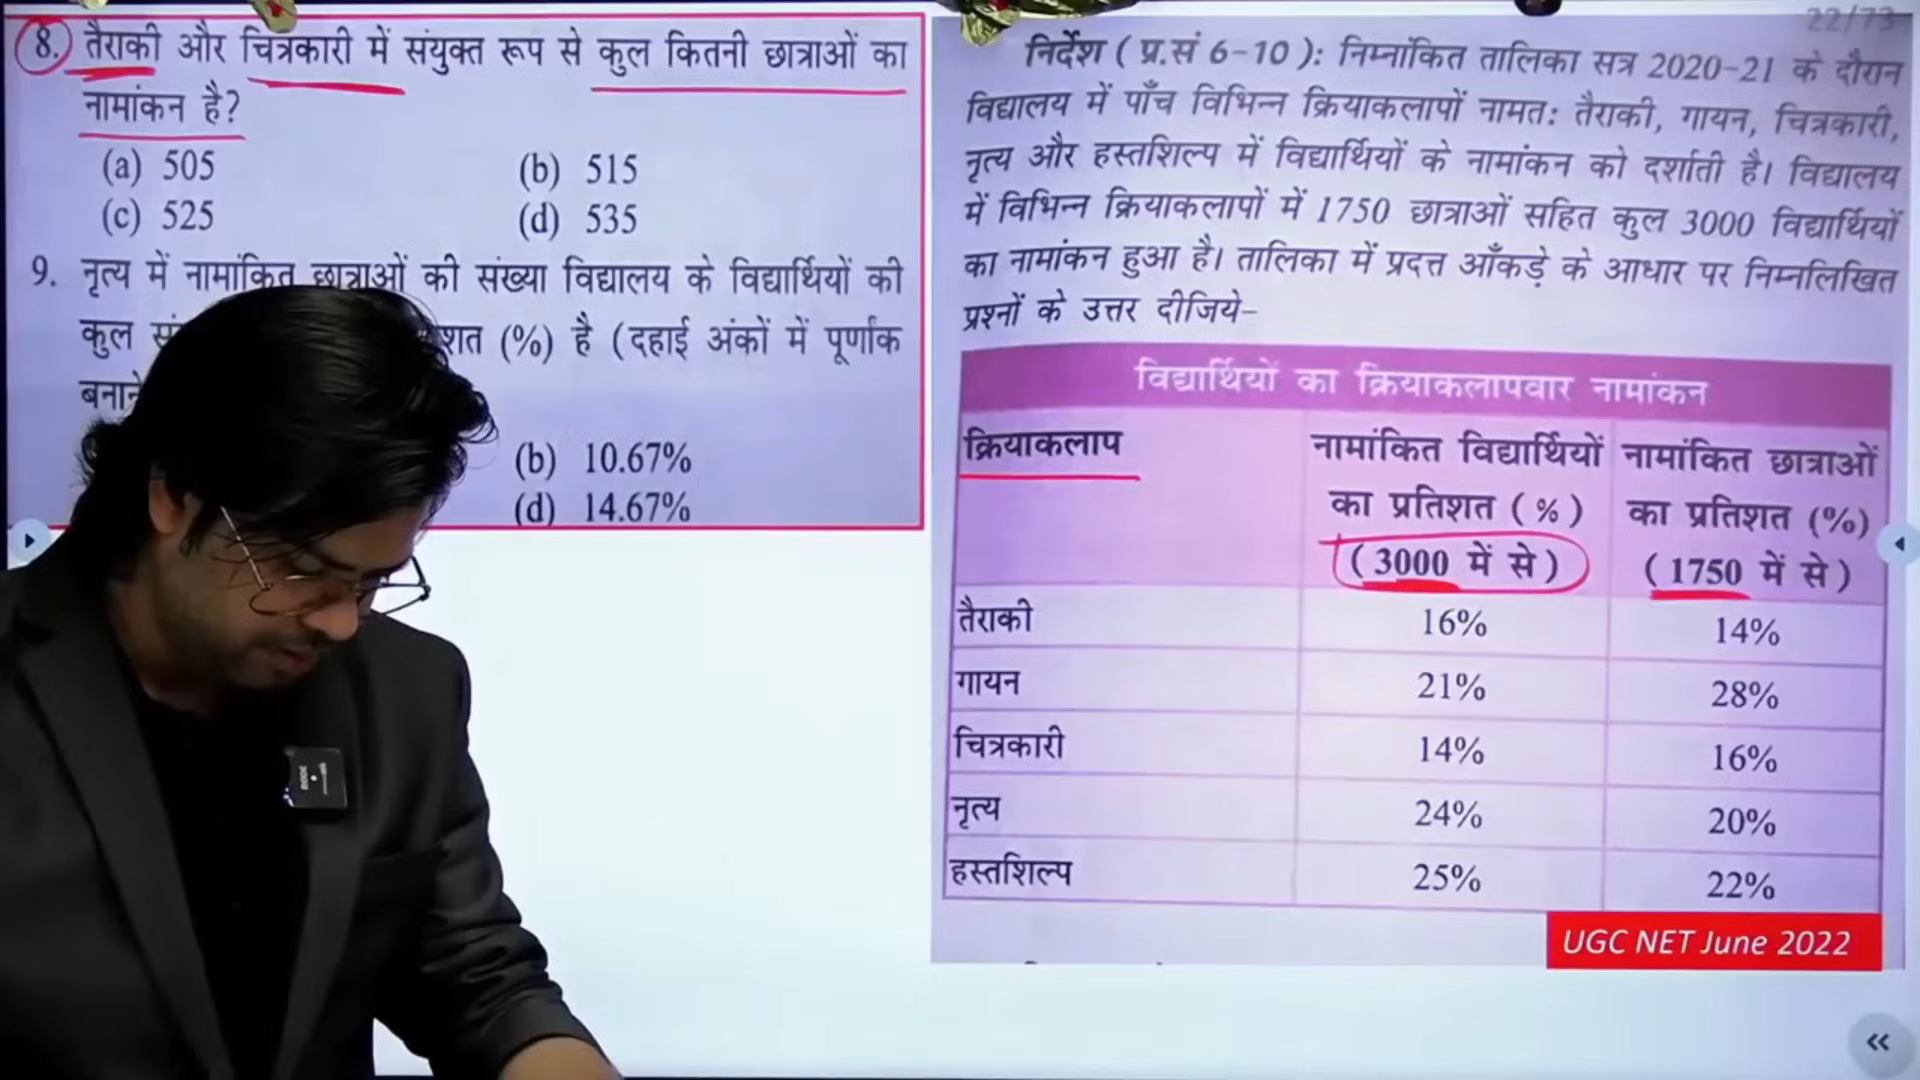 8. तैराकी और चित्रकारी में संयुक्त रूप से कुल कितनी छात्राओं का
नामांकन है?
(a) 505
(b) 515
(c) 525
(d) 535
9. नृत्य में नामांकित छात्राओं की संख्या विद्यालय के विद्यार्थियों की
कुल (%) है (दहाई अंकों में पूर्णांक
(b) 10.67%
(d) 14.67%
22/73
निर्देश ( प्र.सं 6-10 ): निम्नांकित तालिका सत्र 2020-21 के दौरान
विद्यालय में पाँच विभिन्न क्रियाकलापों नामत: तैराकी, गायन, चित्रकारी,
नृत्य और हस्तशिल्प में विद्यार्थियों के नामांकन को दर्शाती है। विद्यालय
में विभिन्न क्रियाकलापों में 1750 छात्राओं सहित कुल 3000 विद्यार्थियों
का नामांकन हुआ है। तालिका में प्रदत्त आँकड़े के आधार पर निम्नलिखित
प्रश्नों के उत्तर दीजिये-
विद्यार्थियों का क्रियाकलापवार नामांकन
क्रियाकलाप नामांकित विद्यार्थियों नामांकित छात्राओं
का प्रतिशत ( % ) का प्रतिशत (%)
( 3000 में से ) ( 1750 में से )
तैराकी 16% 14%
गायन 21% 28%
चित्रकारी 14% 16%
नृत्य 24% 20%
हस्तशिल्प 25% 22%
UGC NET June 2022
RODE